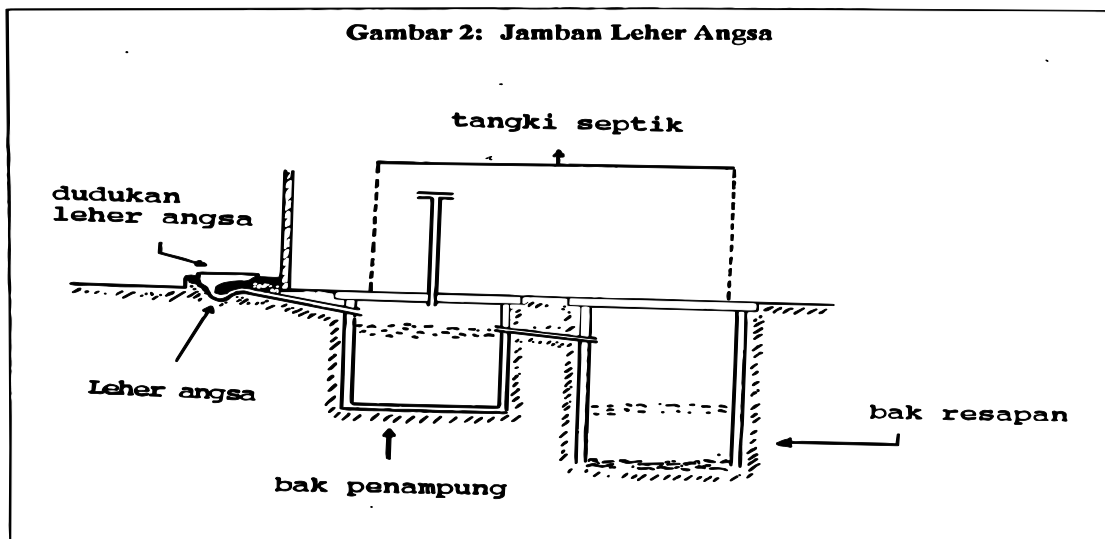 Gambar 2: Jamban Leher Angsa
tangki septik
dudukan
leher angsa
Leher angsa
bak resapan
bak penampung